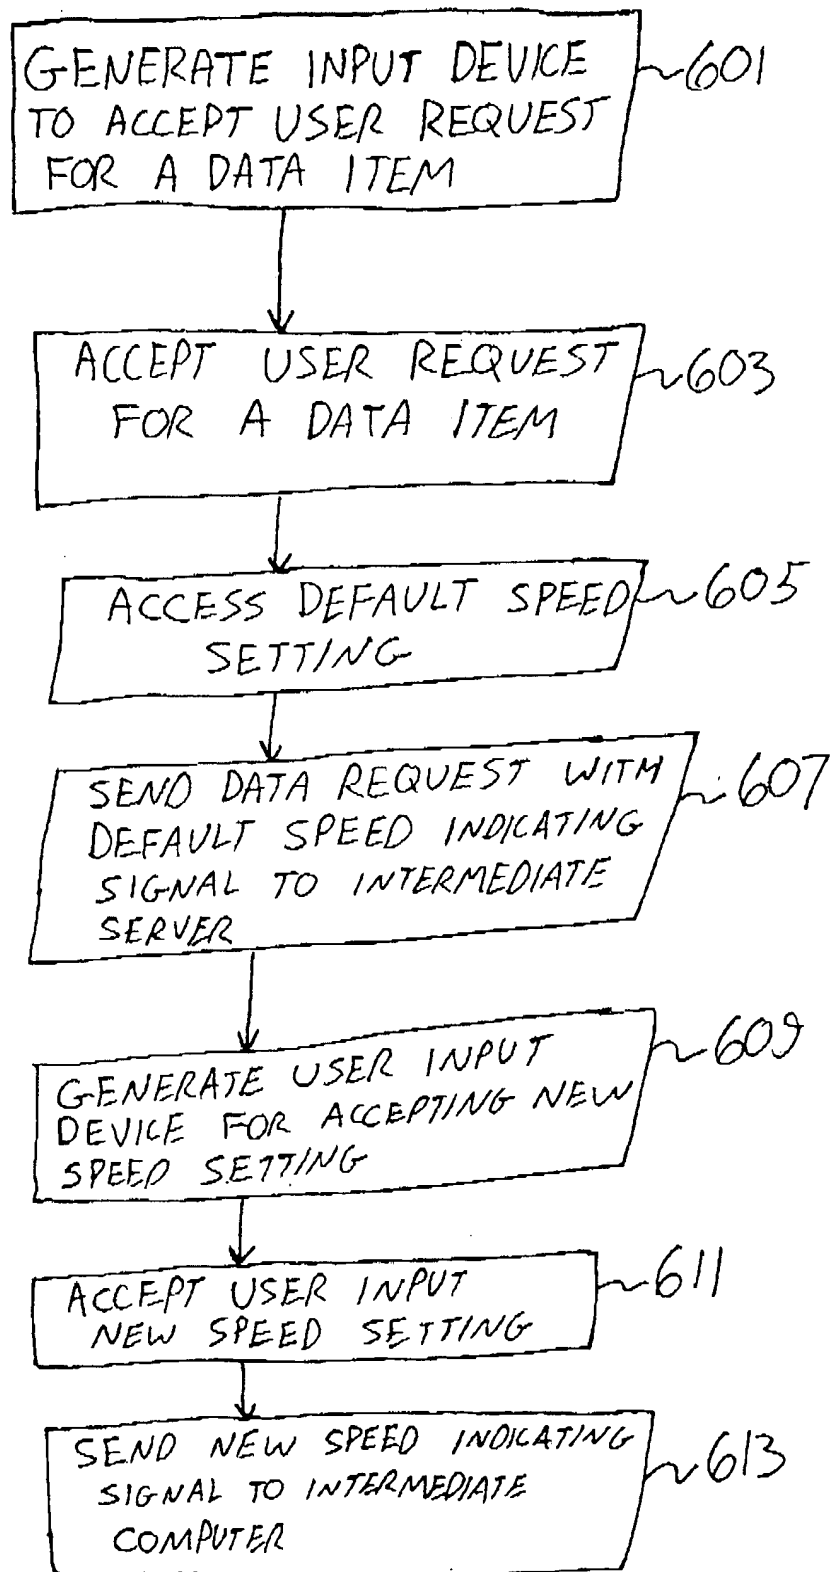 GENERATE INPUT DEVICE
TO ACCEPT USER REQUEST
FOR A DATA ITEM
601
ACCEPT USER REQUEST
FOR A DATA ITEM
603
ACCESS DEFAULT SPEED
SETTING
605
SEND DATA REQUEST WITH
DEFAULT SPEED INDICATING
SIGNAL TO INTERMEDIATE
SERVER
607
GENERATE USER INPUT
DEVICE FOR ACCEPTING NEW
SPEED SETTING
609
ACCEPT USER INPUT
NEW SPEED SETTING
611
SEND NEW SPEED INDICATING
SIGNAL TO INTERMEDIATE
COMPUTER
613